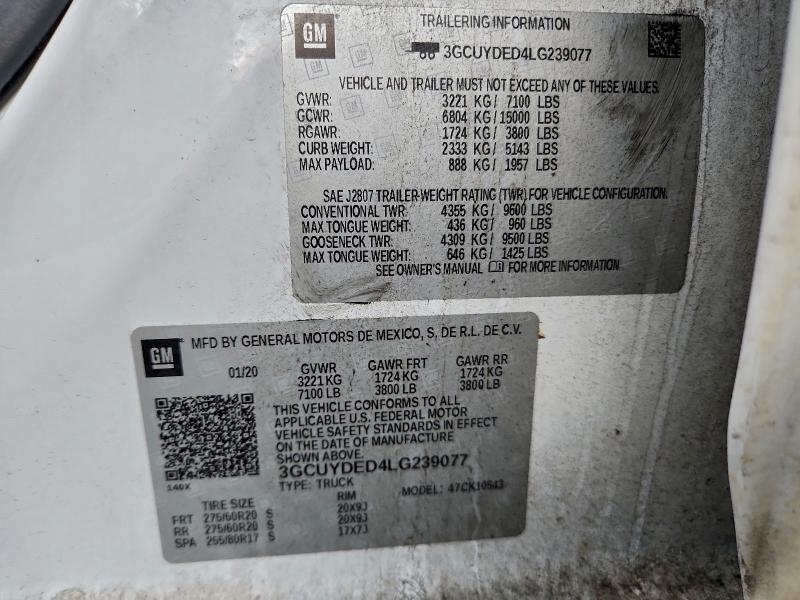 GM
TRAILERING INFORMATION
3GCUYDED4LG239077
VEHICLE AND TRAILER MUST NOT EXCEED ANY OF THESE VALUES.
GVWR: 3221 KG / 7100 LBS
GCWR: 6804 KG / 15000 LBS
RGAWR: 1724 KG / 3800 LBS
CURB WEIGHT: 2333 KG / 5143 LBS
MAX PAYLOAD: 888 KG / 1957 LBS
SAE J2807 TRAILER-WEIGHT RATING (TWR) FOR VEHICLE CONFIGURATION.
CONVENTIONAL TWR: 4355 KG / 9600 LBS
MAX TONGUE WEIGHT: 436 KG / 960 LBS
GOOSENECK TWR: 4309 KG / 9500 LBS
MAX TONGUE WEIGHT: 646 KG / 1425 LBS
SEE OWNER'S MANUAL FOR MORE INFORMATION
GM
MFD BY GENERAL MOTORS DE MEXICO, S, DE R.L. DE C.V.
01/20 GVWR GAWR FRT GAWR RR
3221 KG 1724 KG 1724 KG
7100 LB 3800 LB 3800 LB
THIS VEHICLE CONFORMS TO ALL
APPLICABLE U.S. FEDERAL MOTOR
VEHICLE SAFETY STANDARDS IN EFFECT
ON THE DATE OF MANUFACTURE
SHOWN ABOVE.
3GCUYDED4LG239077
140X TYPE: TRUCK MODEL: 47CK10543
TIRE SIZE RIM
FRT 275/60R20 S 20X9J
RR 275/60R20 S 20X9J
SPA 255/80R17 S 17X7J